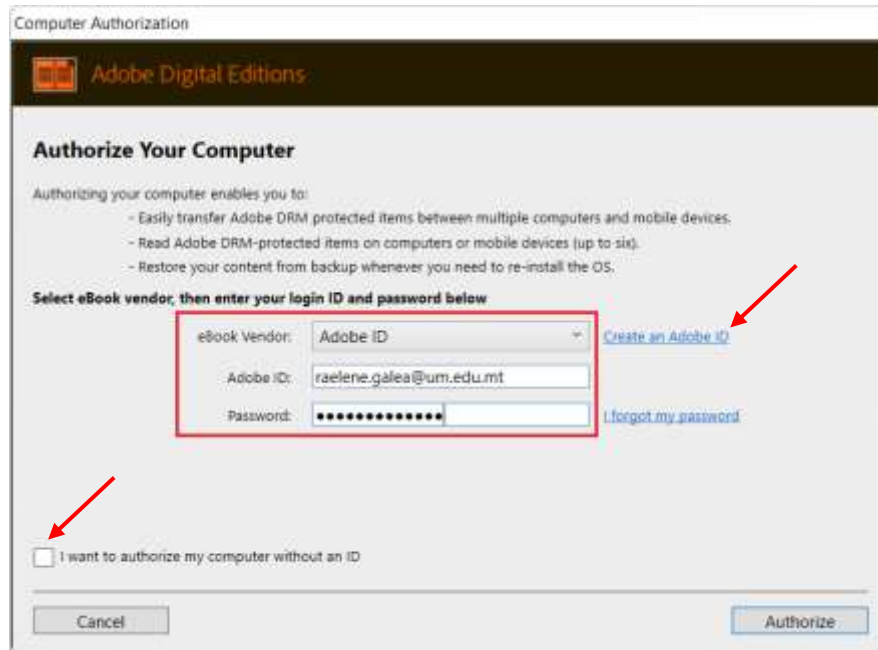 Computer Authorization
Adobe Digital Editions
Authorize Your Computer
Authorizing your computer enables you to:
- Easily transfer Adobe DRM protected items between multiple computers and mobile devices.
- Read Adobe DRM-protected items on computers or mobile devices (up to six).
- Restore your content from backup whenever you need to re-install the OS.
Select eBook vendor, then enter your login ID and password below
eBook Vendor: Adobe ID Create an Adobe ID
Adobe ID: raelene.galea@um.edu.mt
Password: ●●●●●●●●●●●●● I forgot my password
I want to authorize my computer without an ID
Cancel Authorize